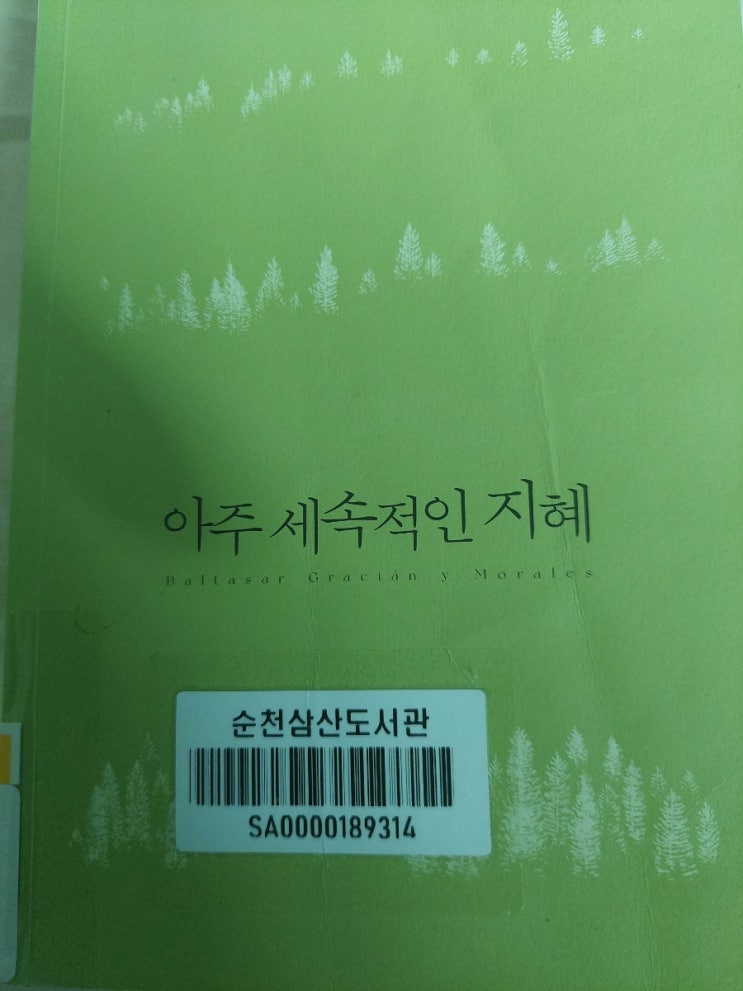 아주 세속적인 지혜
Baltasar Gracián y Morales
순천삼산도서관
SA0000189314